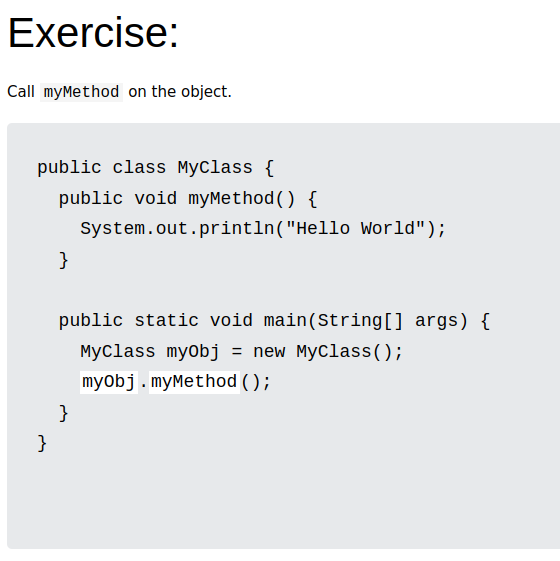 Exercise:
Call myMethod on the object.
public class MyClass {
  public void myMethod() {
    System.out.println("Hello World");
  }
  public static void main(String[] args) {
    MyClass myObj = new MyClass();
    myObj.myMethod();
  }
}